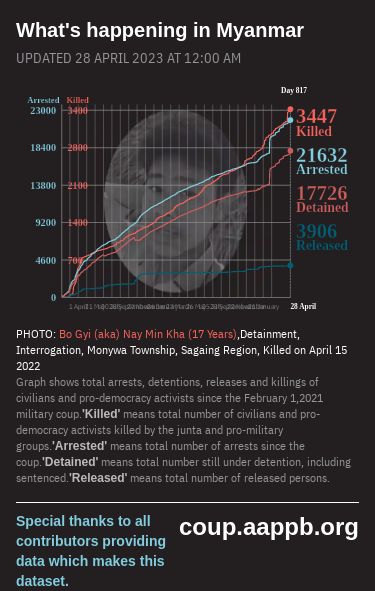 What's happening in Myanmar
UPDATED 28 APRIL 2023 AT 12:00 AM
Day 817
Arrested Killed
23000 3400
3447
Killed
18400 2800
21632
Arrested
13800 2100
17726
Detained
9200 1400
3906
Released
4600 700
0
28 April
PHOTO: Bo Gyi (aka) Nay Min Kha (17 Years),Detainment,
Interrogation, Monywa Township, Sagaing Region, Killed on April 15
2022
Graph shows total arrests, detentions, releases and killings of
civilians and pro-democracy activists since the February 1,2021
military coup.'Killed' means total number of civilians and pro-
democracy activists killed by the junta and pro-military
groups.'Arrested' means total number of arrests since the
coup.'Detained' means total number still under detention, including
sentenced.'Released' means total number of released persons.
Special thanks to all
contributors providing
data which makes this
dataset.
coup.aappb.org